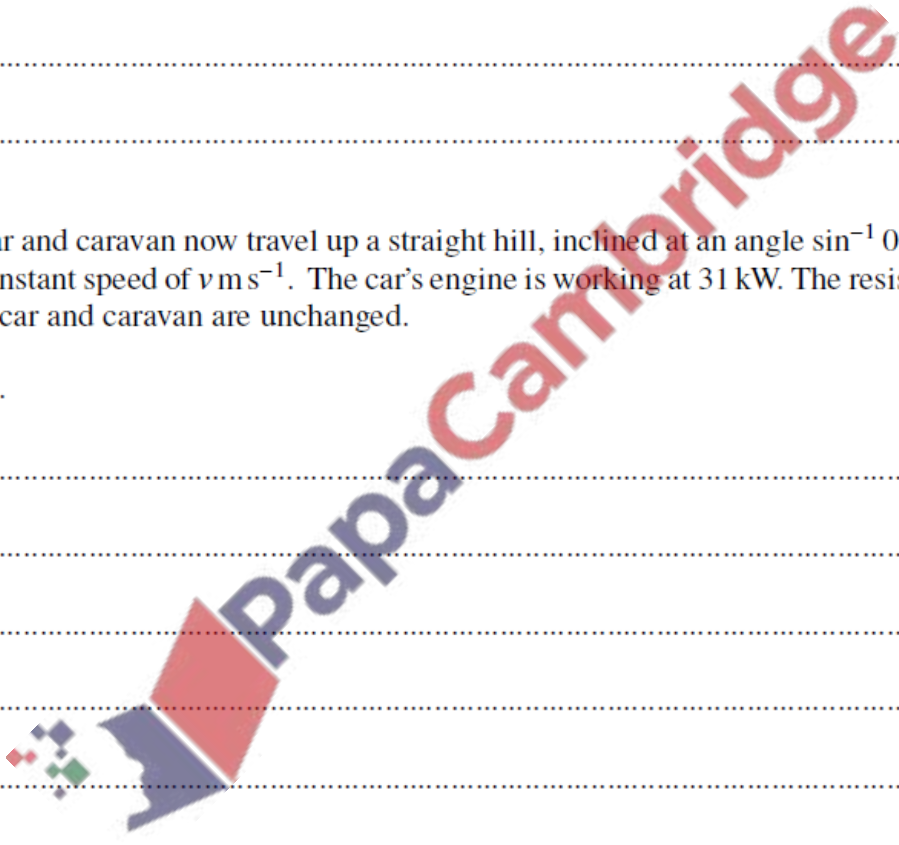 ar and caravan now travel up a straight hill, inclined at an angle sin⁻¹ 0
nstant speed of v m s⁻¹. The car's engine is working at 31 kW. The resis
car and caravan are unchanged.
.
PapaCambridge